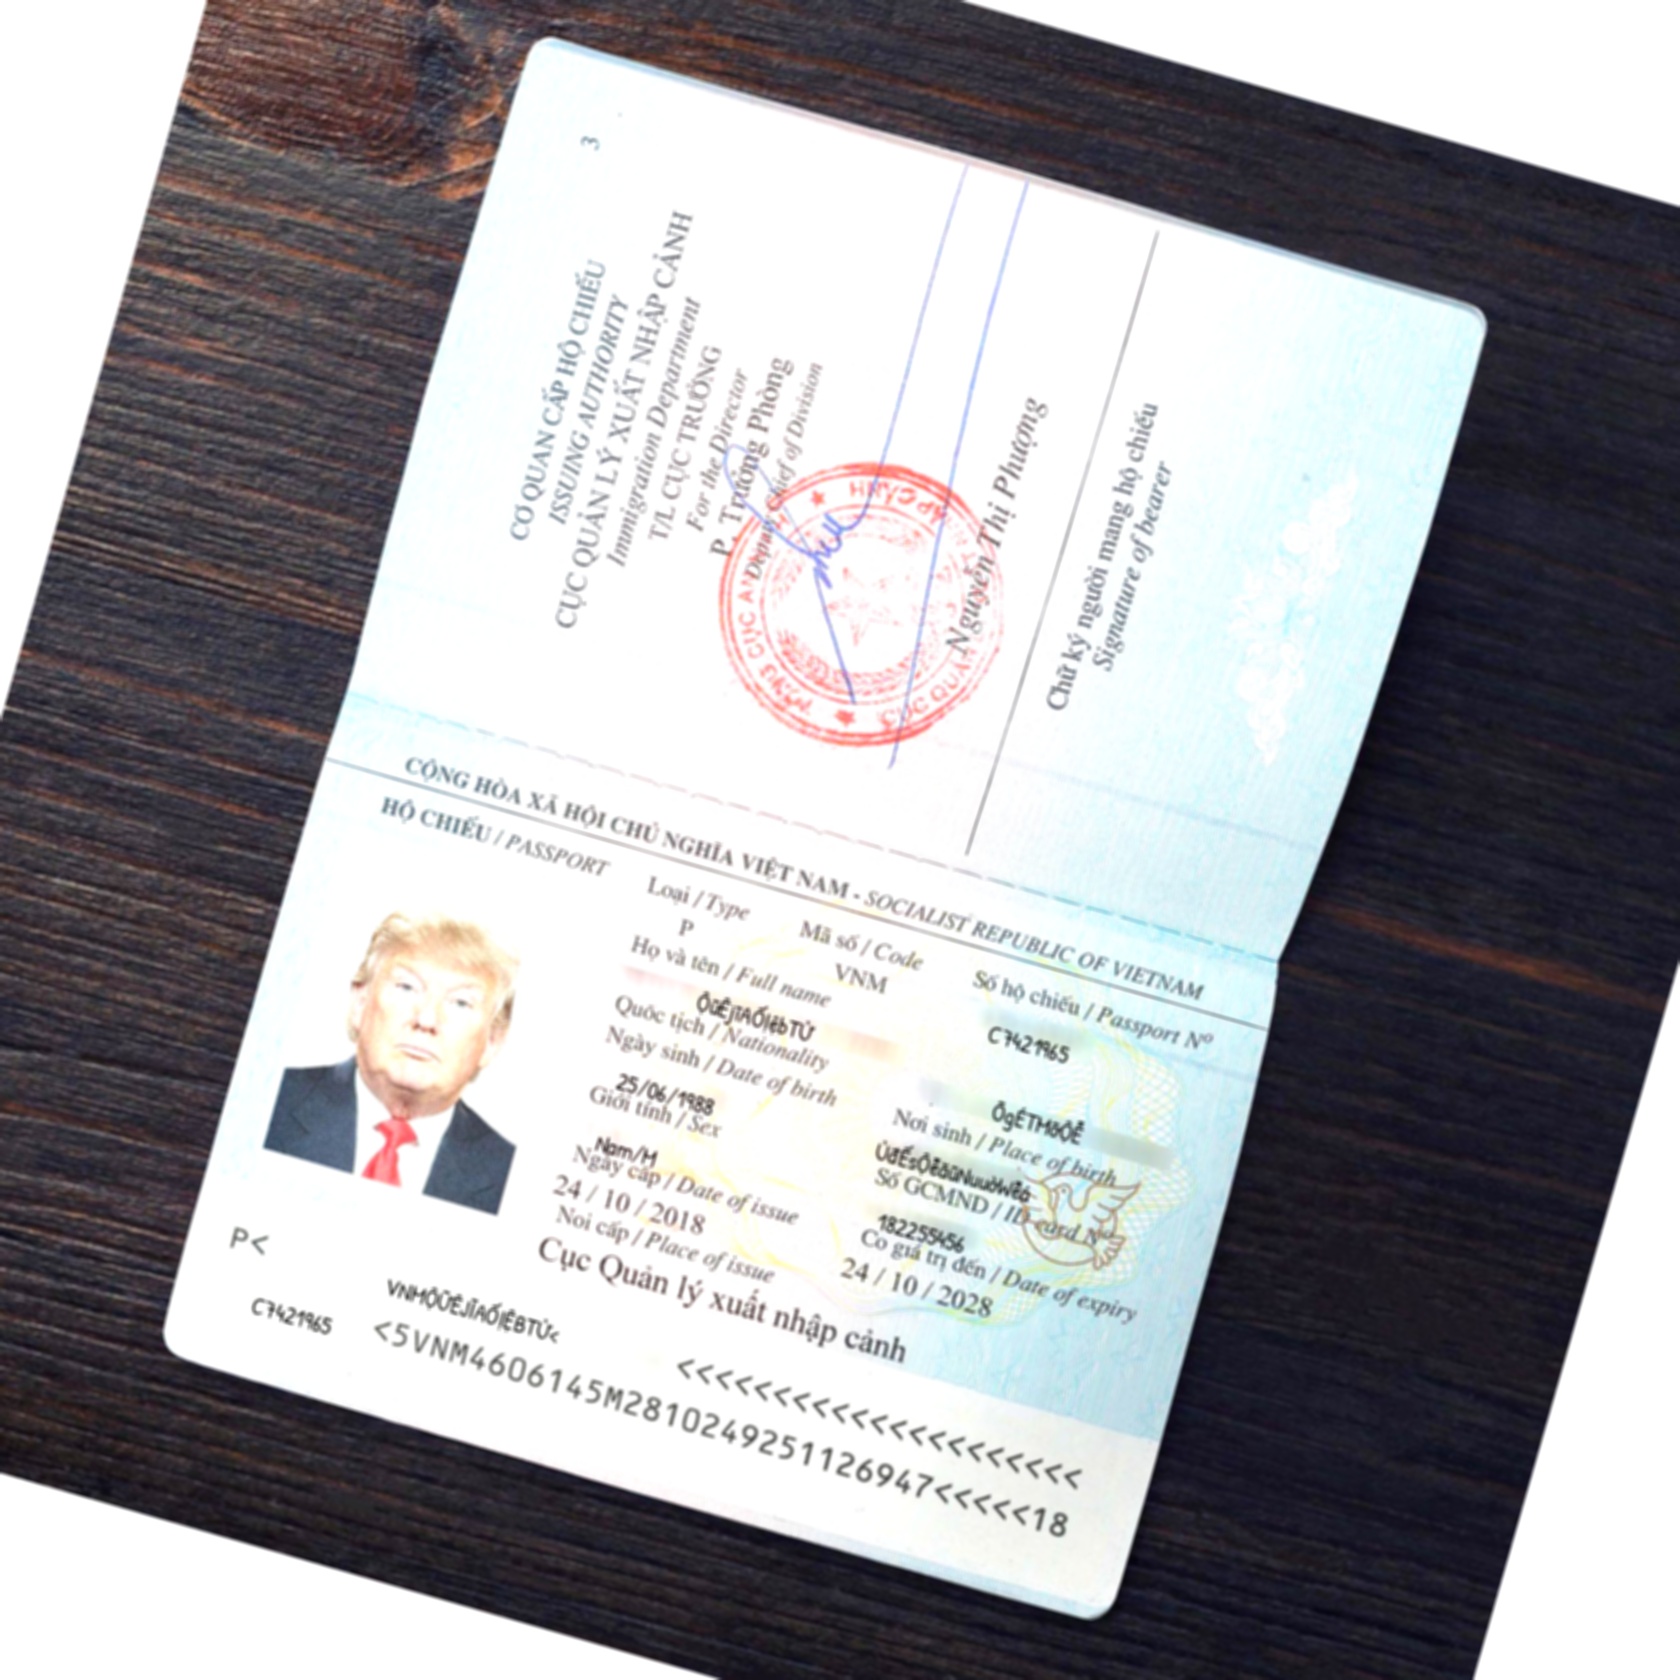 3
CƠ QUAN CẤP HỘ CHIẾU
ISSUING AUTHORITY
CỤC QUẢN LÝ XUẤT NHẬP CẢNH
Immigration Department
T/L CỤC TRƯỞNG
For the Director
P. Trưởng Phòng
Deputy Chief of Division
Nguyễn Thị Phượng
Chữ ký người mang hộ chiếu
Signature of bearer
CỘNG HÒA XÃ HỘI CHỦ NGHĨA VIỆT NAM - SOCIALIST REPUBLIC OF VIETNAM
HỘ CHIẾU / PASSPORT
Loại / Type
Mã số / Code
Số hộ chiếu / Passport Nº
P
VNM
C7421965
Họ và tên / Full name
Quốc tịch / Nationality
Ngày sinh / Date of birth
Nơi sinh / Place of birth
25/06/1988
Giới tính / Sex
Số GCMND / ID card Nº
Nam/M
182255456
Ngày cấp / Date of issue
Có giá trị đến / Date of expiry
24 / 10 / 2018
24 / 10 / 2028
Nơi cấp / Place of issue
Cục Quản lý xuất nhập cảnh
P<
<<<<<<<<<<<<<<<<<<<<<
C7421965 <5VNM4606145M2810249251126947<<<<<18